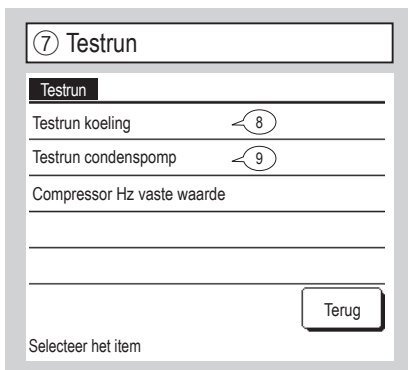 ⑦ Testrun
Testrun
Testrun koeling 8
Testrun condenspomp 9
Compressor Hz vaste waarde
Terug
Selecteer het item